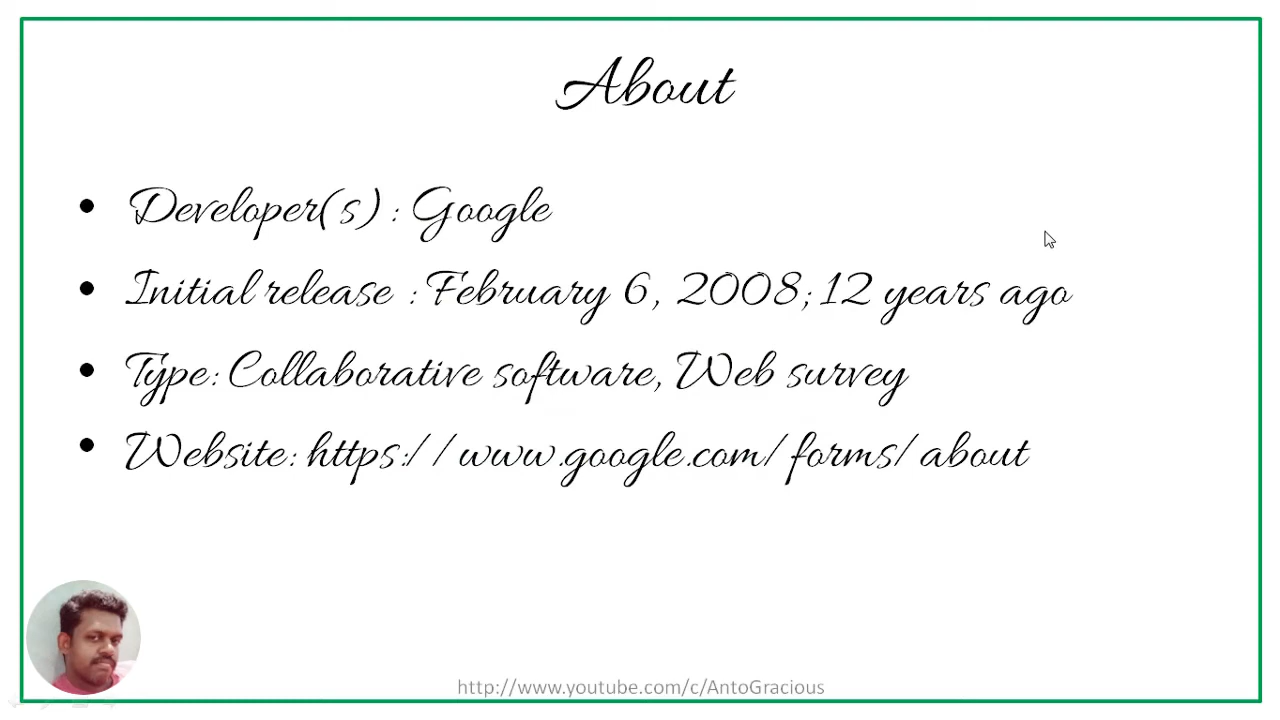 About
Developer(s) : Google
Initial release : February 6, 2008; 12 years ago
Type: Collaborative software, Web survey
Website: https://www.google.com/forms/about
http://www.youtube.com/c/AntoGracious